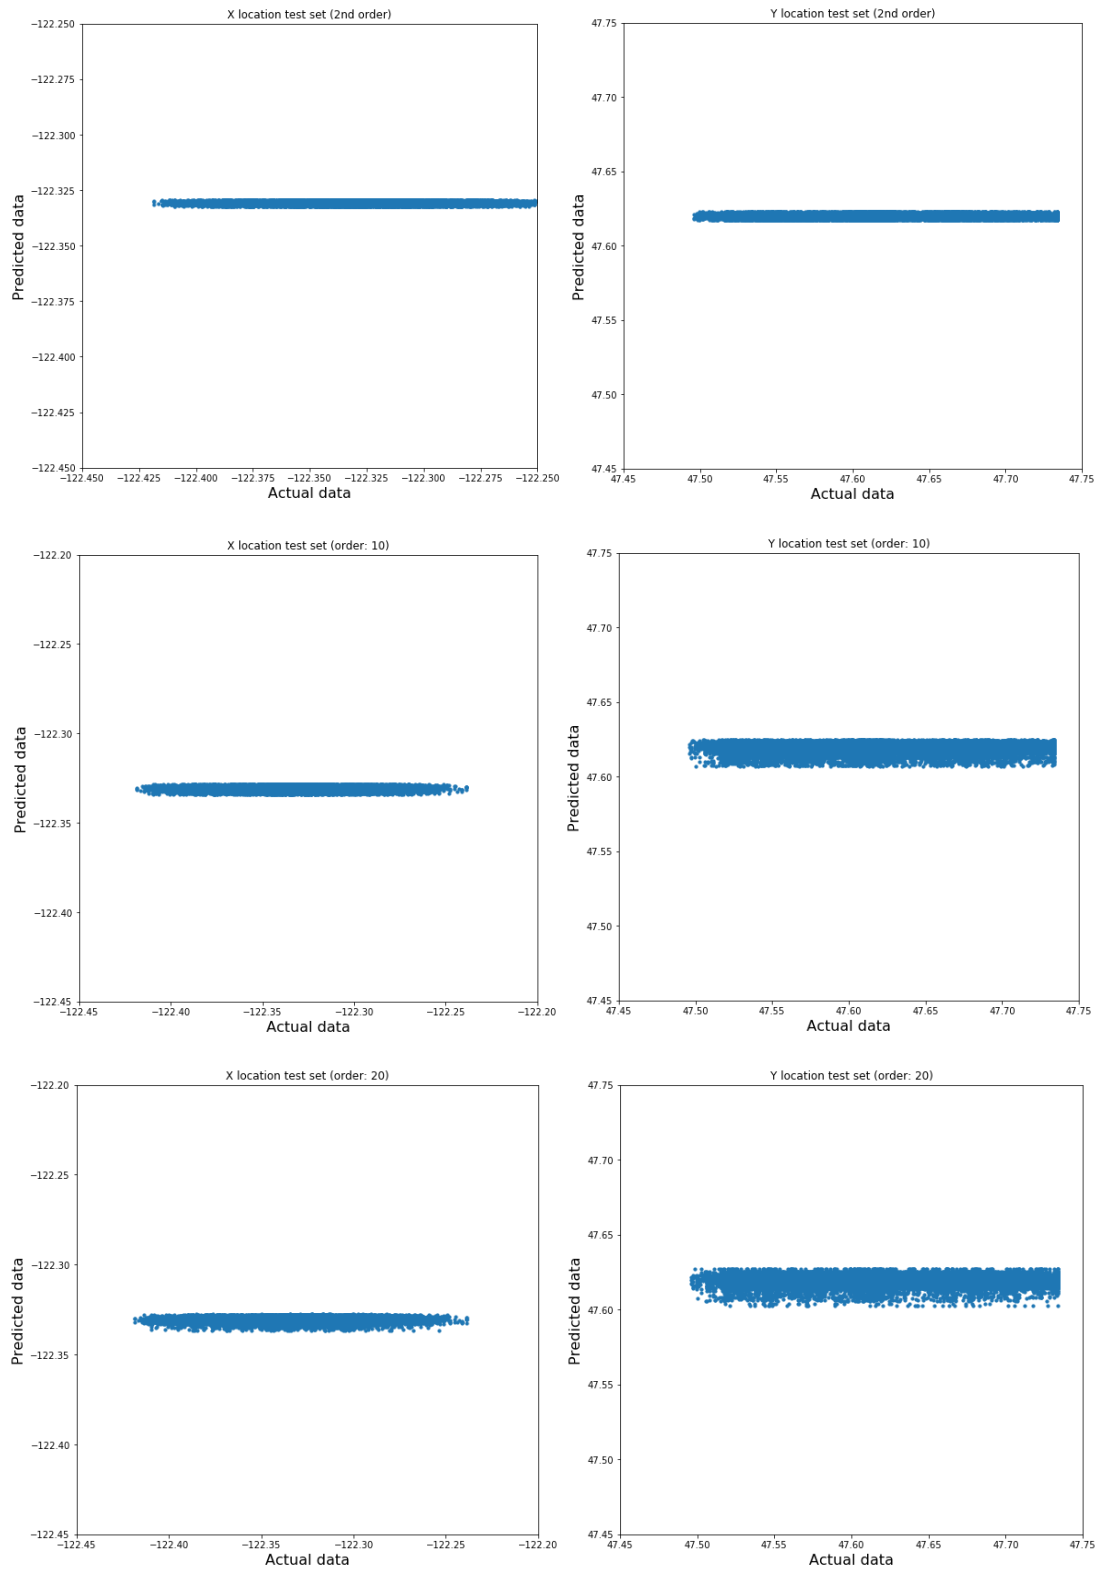 X location test set (2nd order)
−122.250
−122.275
−122.300
−122.325
−122.350
−122.375
−122.400
−122.425
−122.450
Predicted data
−122.450 −122.425 −122.400 −122.375 −122.350 −122.325 −122.300 −122.275 −122.250
Actual data
Y location test set (2nd order)
47.75
47.70
47.65
47.60
47.55
47.50
47.45
Predicted data
47.45 47.50 47.55 47.60 47.65 47.70 47.75
Actual data
X location test set (order: 10)
−122.20
−122.25
−122.30
−122.35
−122.40
−122.45
Predicted data
−122.45 −122.40 −122.35 −122.30 −122.25 −122.20
Actual data
Y location test set (order: 10)
47.75
47.70
47.65
47.60
47.55
47.50
47.45
Predicted data
47.45 47.50 47.55 47.60 47.65 47.70 47.75
Actual data
X location test set (order: 20)
−122.20
−122.25
−122.30
−122.35
−122.40
−122.45
Predicted data
−122.45 −122.40 −122.35 −122.30 −122.25 −122.20
Actual data
Y location test set (order: 20)
47.75
47.70
47.65
47.60
47.55
47.50
47.45
Predicted data
47.45 47.50 47.55 47.60 47.65 47.70 47.75
Actual data